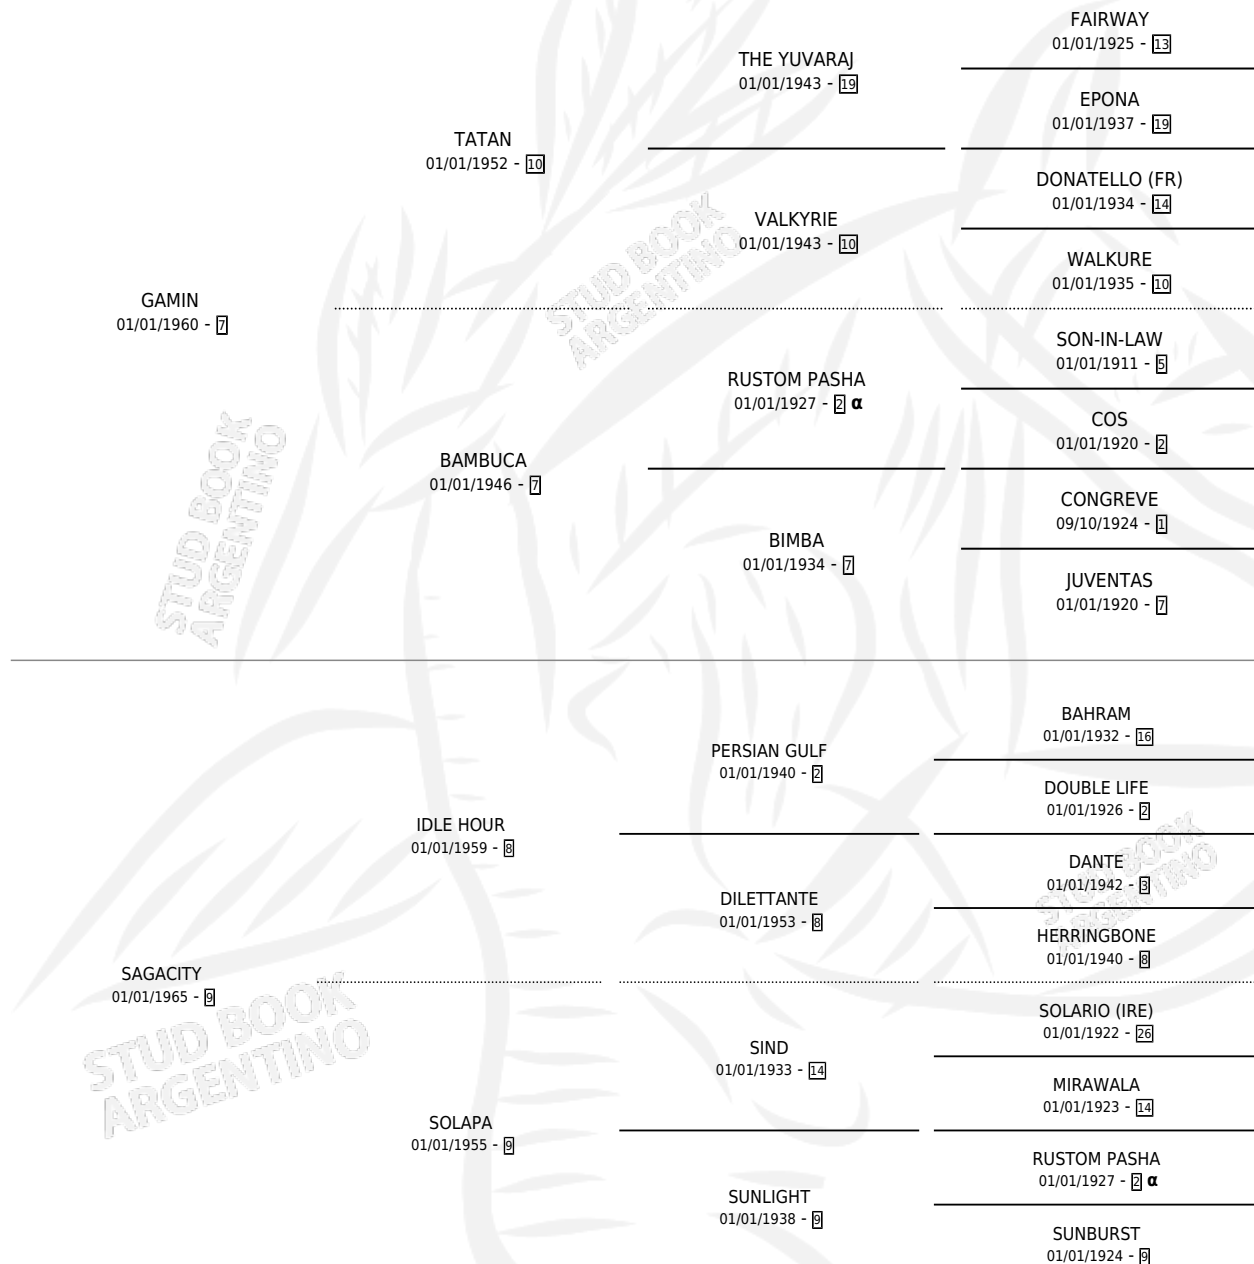 FAIRWAY
01/01/1925 - 13
THE YUVARAJ
01/01/1943 - 19
EPONA
01/01/1937 - 19
TATAN
01/01/1952 - 10
DONATELLO (FR)
01/01/1934 - 14
VALKYRIE
01/01/1943 - 10
WALKURE
01/01/1935 - 10
GAMIN
01/01/1960 - 7
SON-IN-LAW
01/01/1911 - 5
RUSTOM PASHA
01/01/1927 - 2 α
COS
01/01/1920 - 2
BAMBUCA
01/01/1946 - 7
CONGREVE
09/10/1924 - 1
BIMBA
01/01/1934 - 7
JUVENTAS
01/01/1920 - 7
BAHRAM
01/01/1932 - 16
PERSIAN GULF
01/01/1940 - 2
DOUBLE LIFE
01/01/1926 - 2
IDLE HOUR
01/01/1959 - 8
DANTE
01/01/1942 - 3
DILETTANTE
01/01/1953 - 8
HERRINGBONE
01/01/1940 - 8
SAGACITY
01/01/1965 - 9
SOLARIO (IRE)
01/01/1922 - 26
SIND
01/01/1933 - 14
MIRAWALA
01/01/1923 - 14
SOLAPA
01/01/1955 - 9
RUSTOM PASHA
01/01/1927 - 2 α
SUNLIGHT
01/01/1938 - 9
SUNBURST
01/01/1924 - 9
STUD BOOK
ARGENTINO
STUD BOOK
ARGENTINO
STUD BOOK
ARGENTINO
STUD BOOK
ARGENTINO